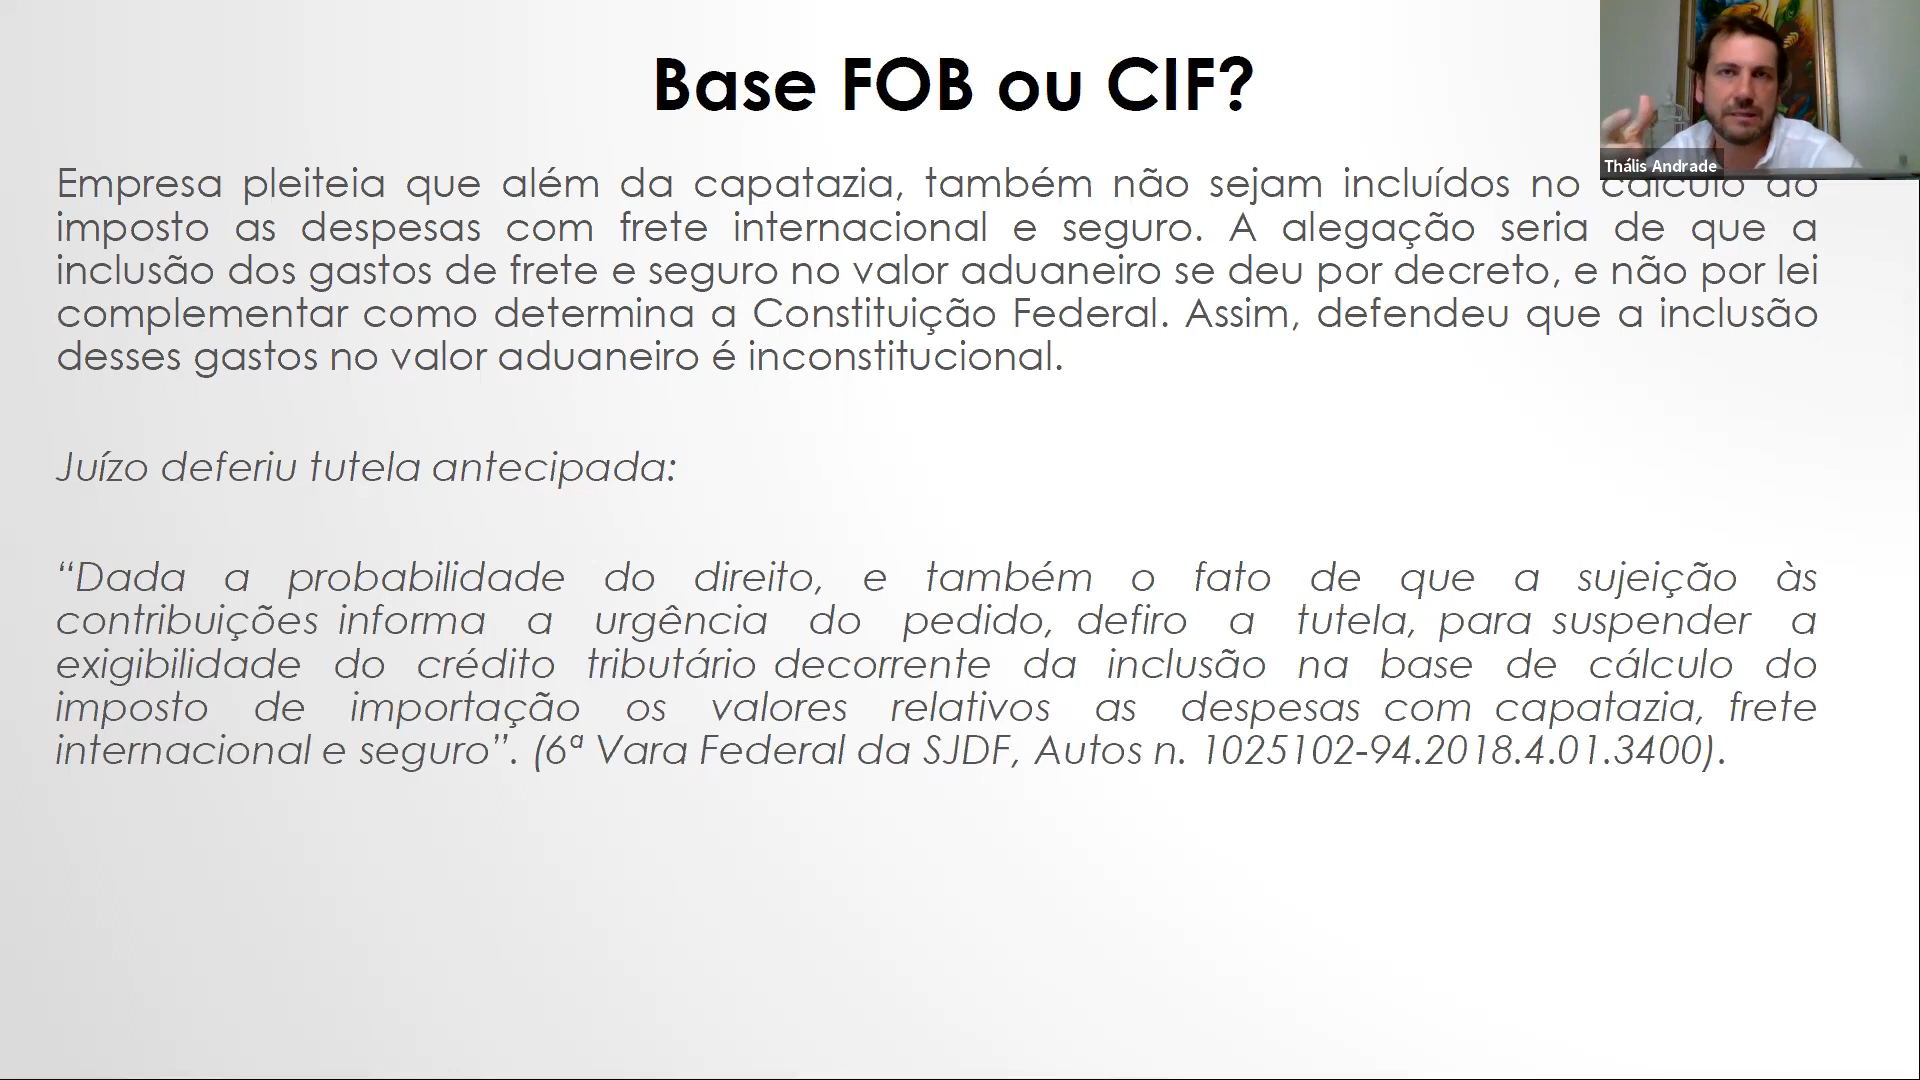 Base FOB ou CIF?
Thális Andrade
Empresa pleiteia que além da capatazia, também não sejam incluídos no cálculo do
imposto as despesas com frete internacional e seguro. A alegação seria de que a
inclusão dos gastos de frete e seguro no valor aduaneiro se deu por decreto, e não por lei
complementar como determina a Constituição Federal. Assim, defendeu que a inclusão
desses gastos no valor aduaneiro é inconstitucional.
Juízo deferiu tutela antecipada:
“Dada a probabilidade do direito, e também o fato de que a sujeição às
contribuições informa a urgência do pedido, defiro a tutela, para suspender a
exigibilidade do crédito tributário decorrente da inclusão na base de cálculo do
imposto de importação os valores relativos as despesas com capatazia, frete
internacional e seguro”. (6ª Vara Federal da SJDF, Autos n. 1025102-94.2018.4.01.3400).